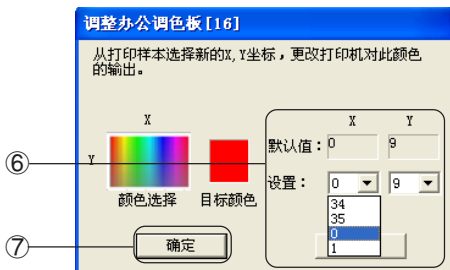 调整办公调色板[16]
从打印样本选择新的X,Y坐标，更改打印机对此颜色
的输出。
X
X Y
默认值：0 9
⑥
Y
设置：0 9
颜色选择 目标颜色
34
35
0
1
⑦
确定